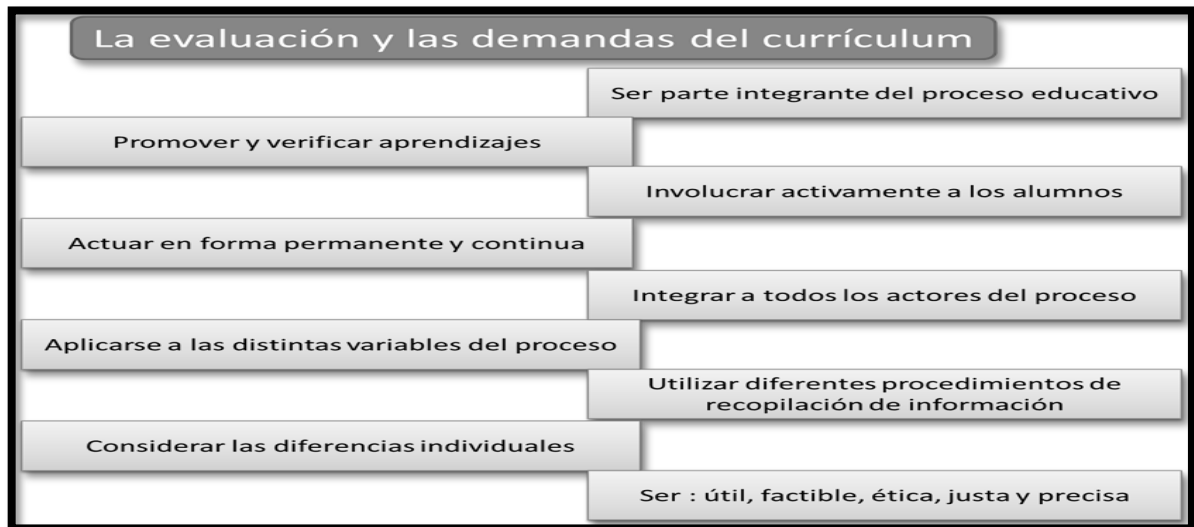 La evaluación y las demandas del currículum
Ser parte integrante del proceso educativo
Promover y verificar aprendizajes
Involucrar activamente a los alumnos
Actuar en forma permanente y continua
Integrar a todos los actores del proceso
Aplicarse a las distintas variables del proceso
Utilizar diferentes procedimientos de
recopilación de información
Considerar las diferencias individuales
Ser : útil, factible, ética, justa y precisa